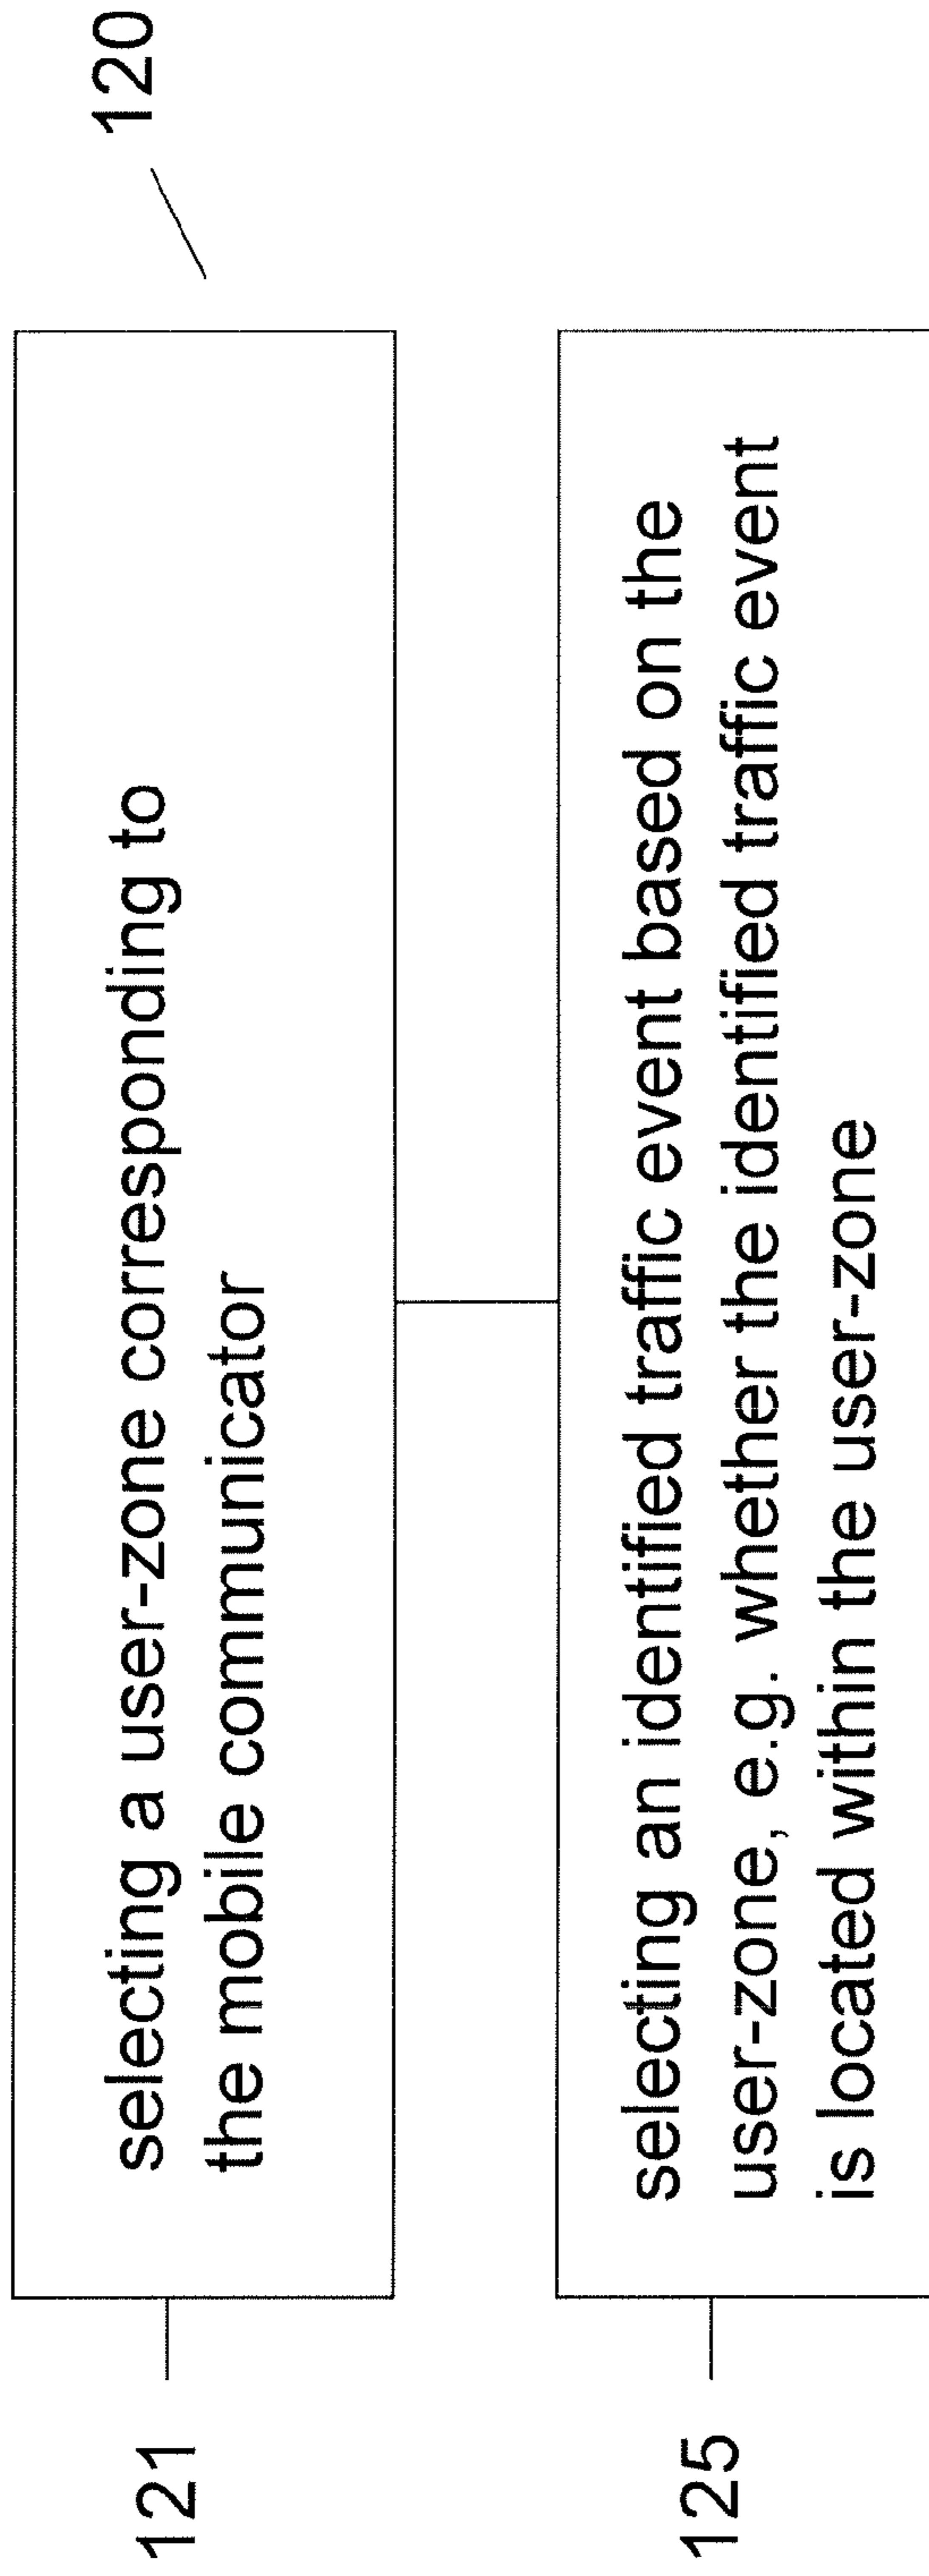 120
121
selecting a user-zone corresponding to
the mobile communicator
125
selecting an identified traffic event based on the
user-zone, e.g. whether the identified traffic event
is located within the user-zone